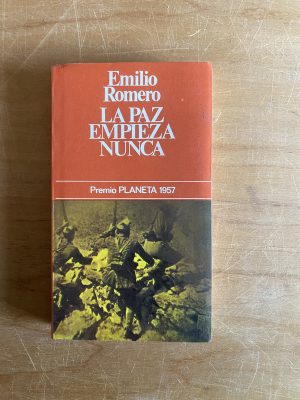 Emilio
Romero
LA PAZ
EMPIEZA
NUNCA
Premio PLANETA 1957